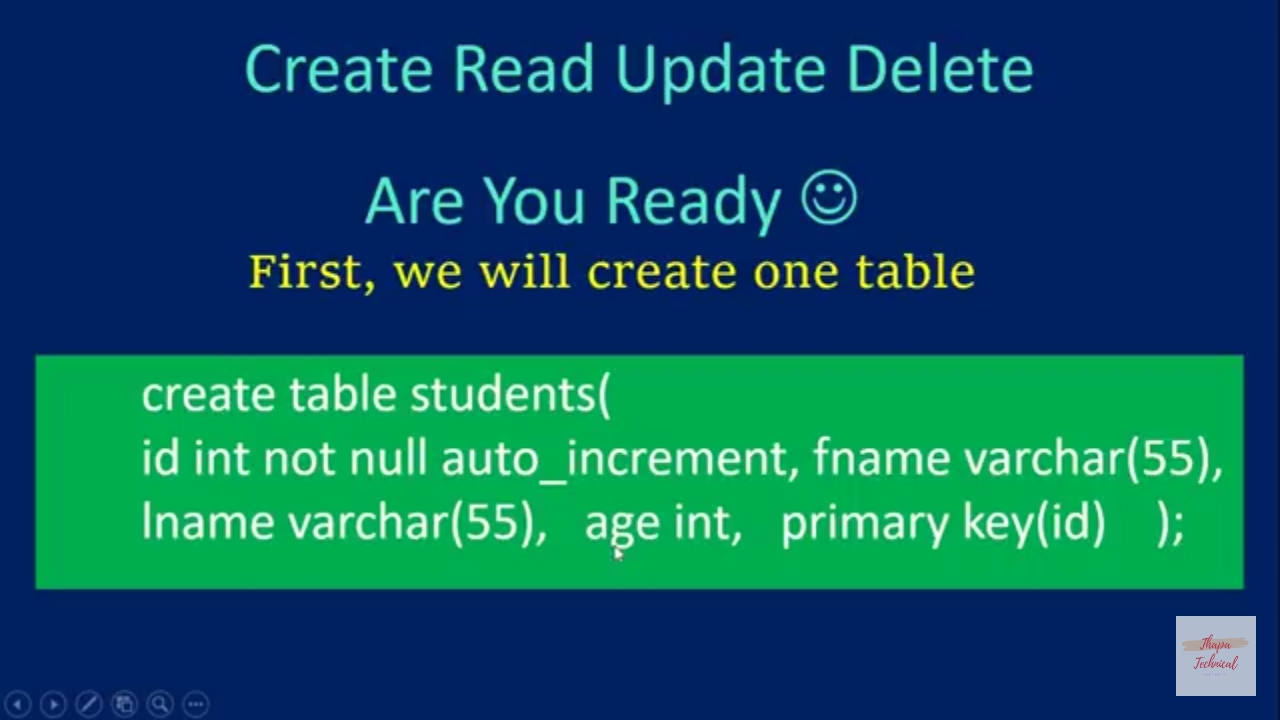 Create Read Update Delete
Are You Ready ☺
First, we will create one table
create table students(
id int not null auto_increment, fname varchar(55),
lname varchar(55), age int, primary key(id) );
Thapa
Technical